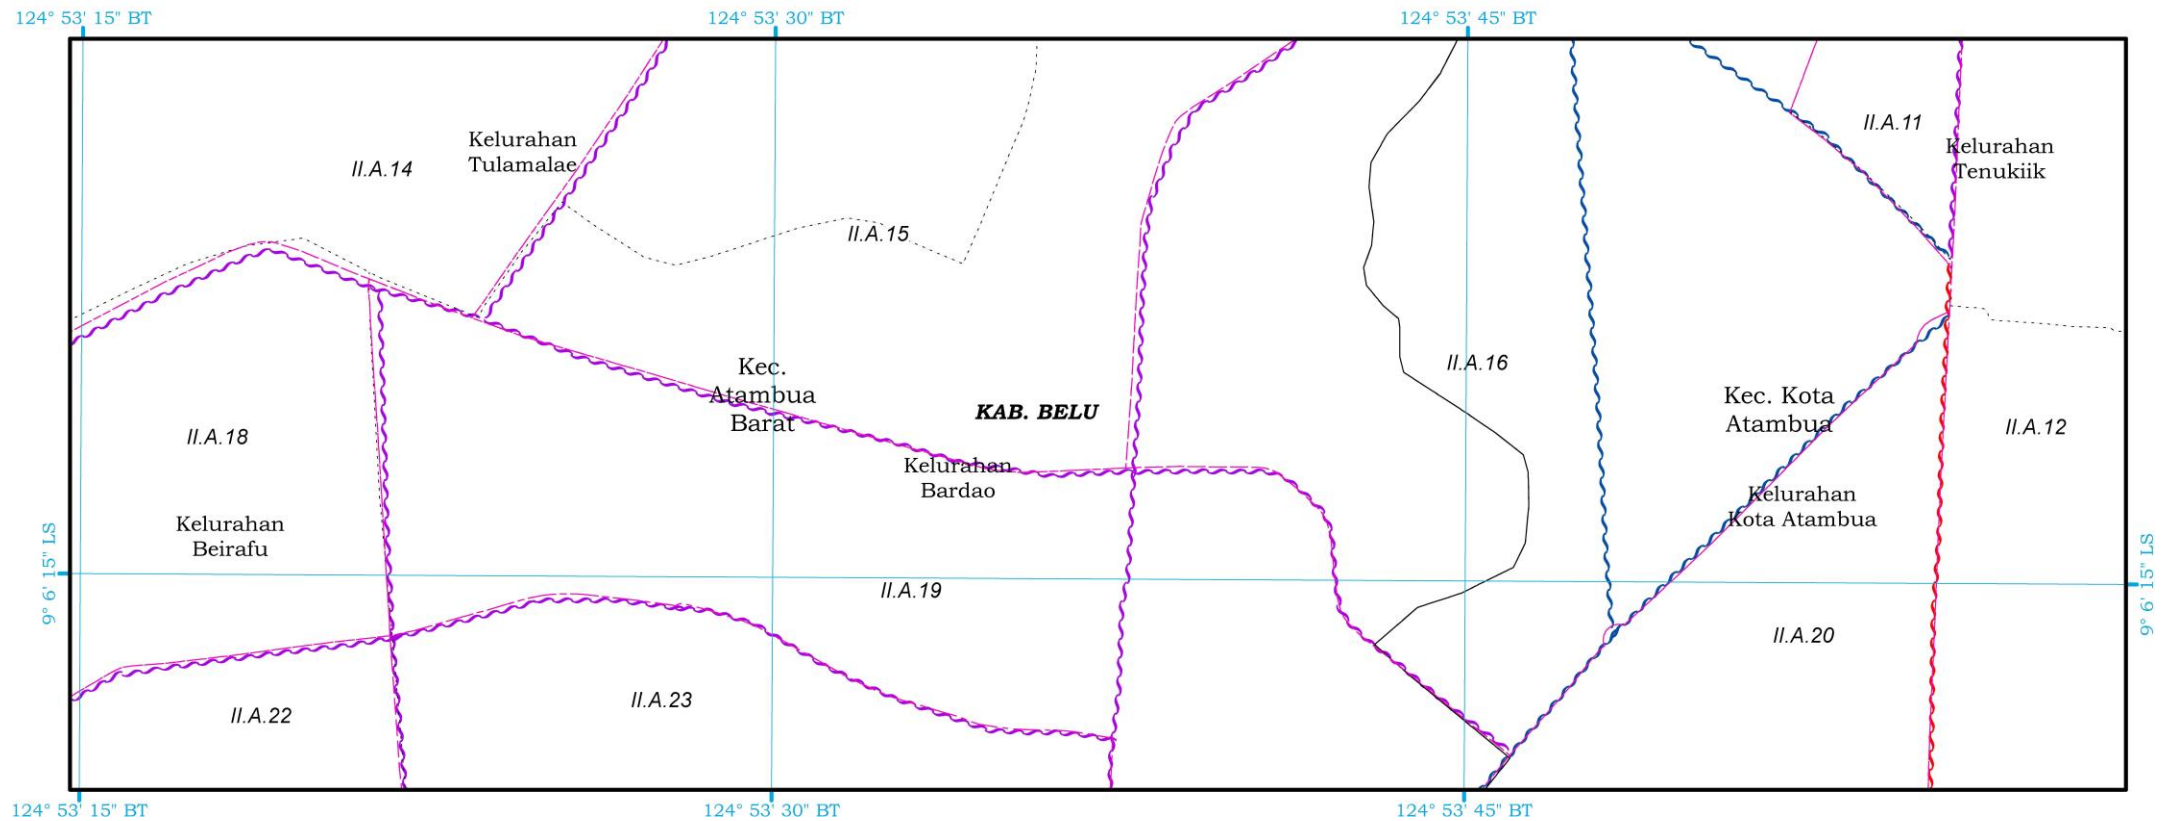 124° 53' 15" BT
124° 53' 30" BT
124° 53' 45" BT
II.A.11
Kelurahan
Tulamalae
Kelurahan
Tenukiik
II.A.14
II.A.15
Kec.
Atambua
Barat
II.A.16
Kec. Kota
Atambua
KAB. BELU
II.A.12
II.A.18
Kelurahan
Bardao
Kelurahan
Kota Atambua
Kelurahan
Beirafu
9° 6' 15" LS
9° 6' 15" LS
II.A.19
II.A.20
II.A.22
II.A.23
124° 53' 15" BT
124° 53' 30" BT
124° 53' 45" BT